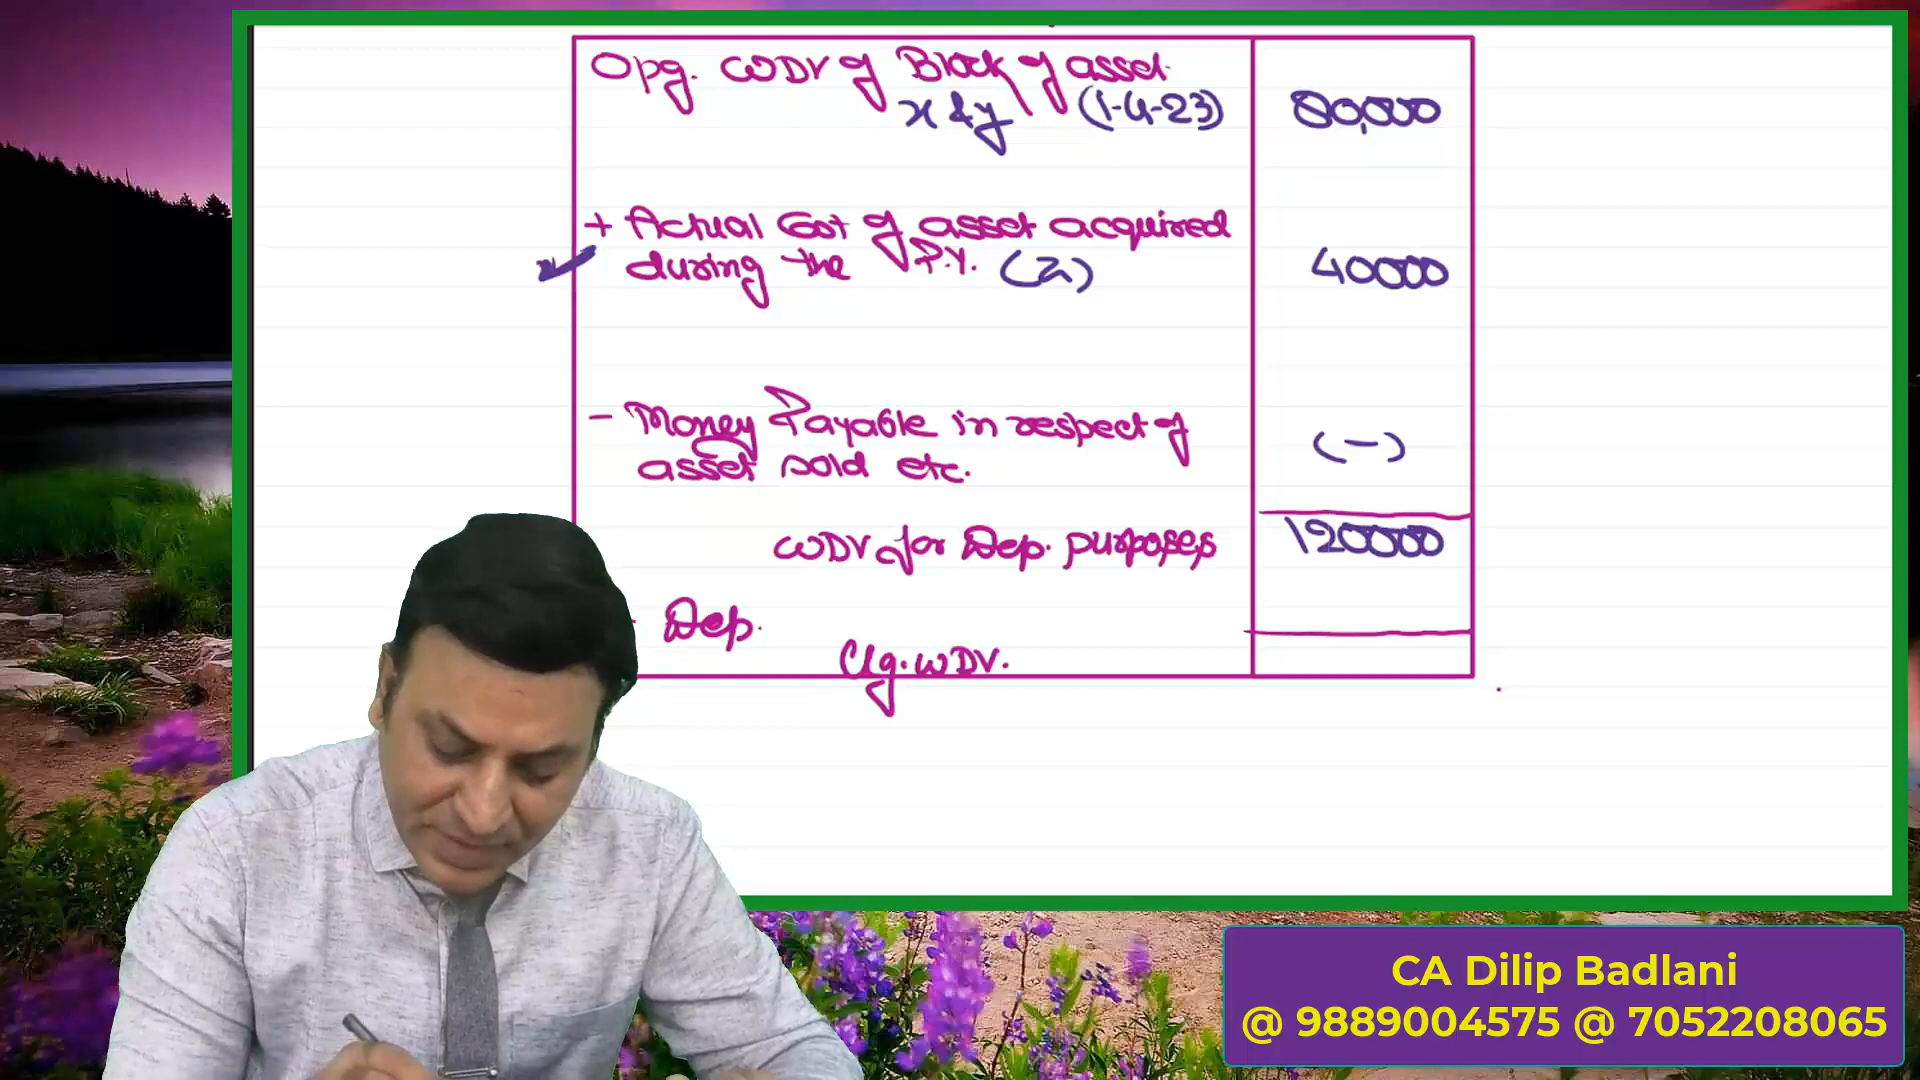 Opg. WDV of Block of asset
x & y (1-4-23) 80,000
+ Actual Cost of asset acquired
during the P.Y. (z) 40000
- Money Payable in respect of
asset sold etc. (-)
WDV for Dep. purposes 120000
- Dep.
Clg. WDV.
CA Dilip Badlani
@ 9889004575 @ 7052208065